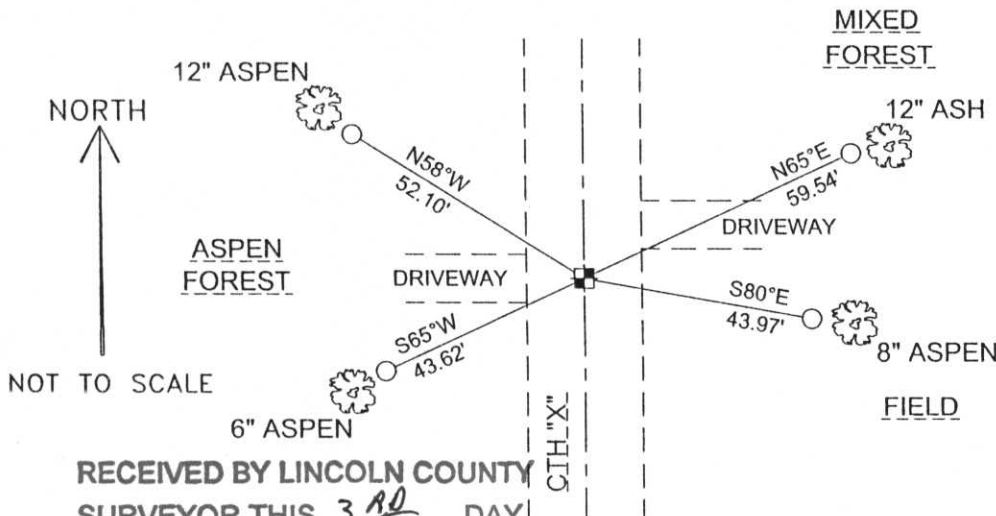 MIXED
FOREST
12" ASPEN
NORTH
12" ASH
N65°E
59.54'
N58°W
52.10'
DRIVEWAY
ASPEN
FOREST
DRIVEWAY
S80°E
43.97'
S65°W
43.62'
8" ASPEN
NOT TO SCALE
FIELD
6" ASPEN
CTH "X"
RECEIVED BY LINCOLN COUNTY
SURVEYOR THIS 3RD DAY